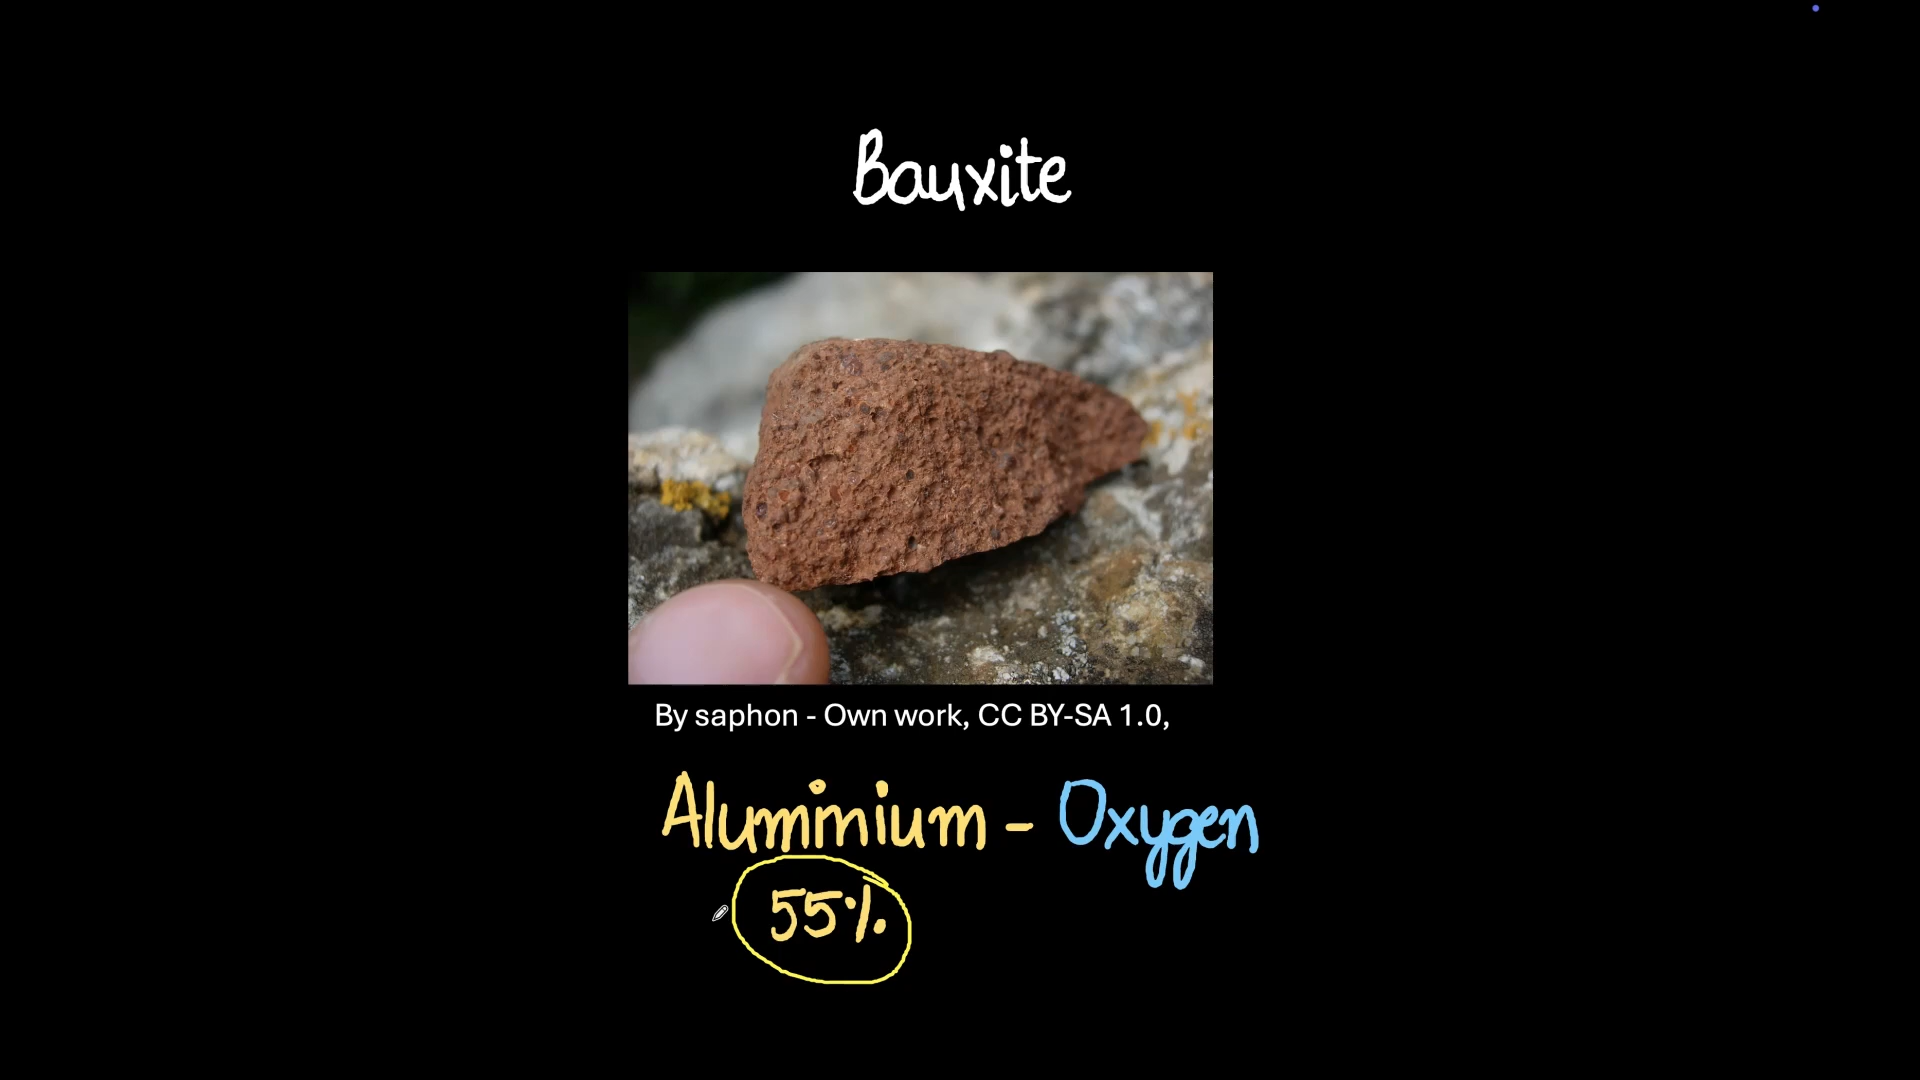 Bauxite
By saphon - Own work, CC BY-SA 1.0,
Aluminium - Oxygen
55%